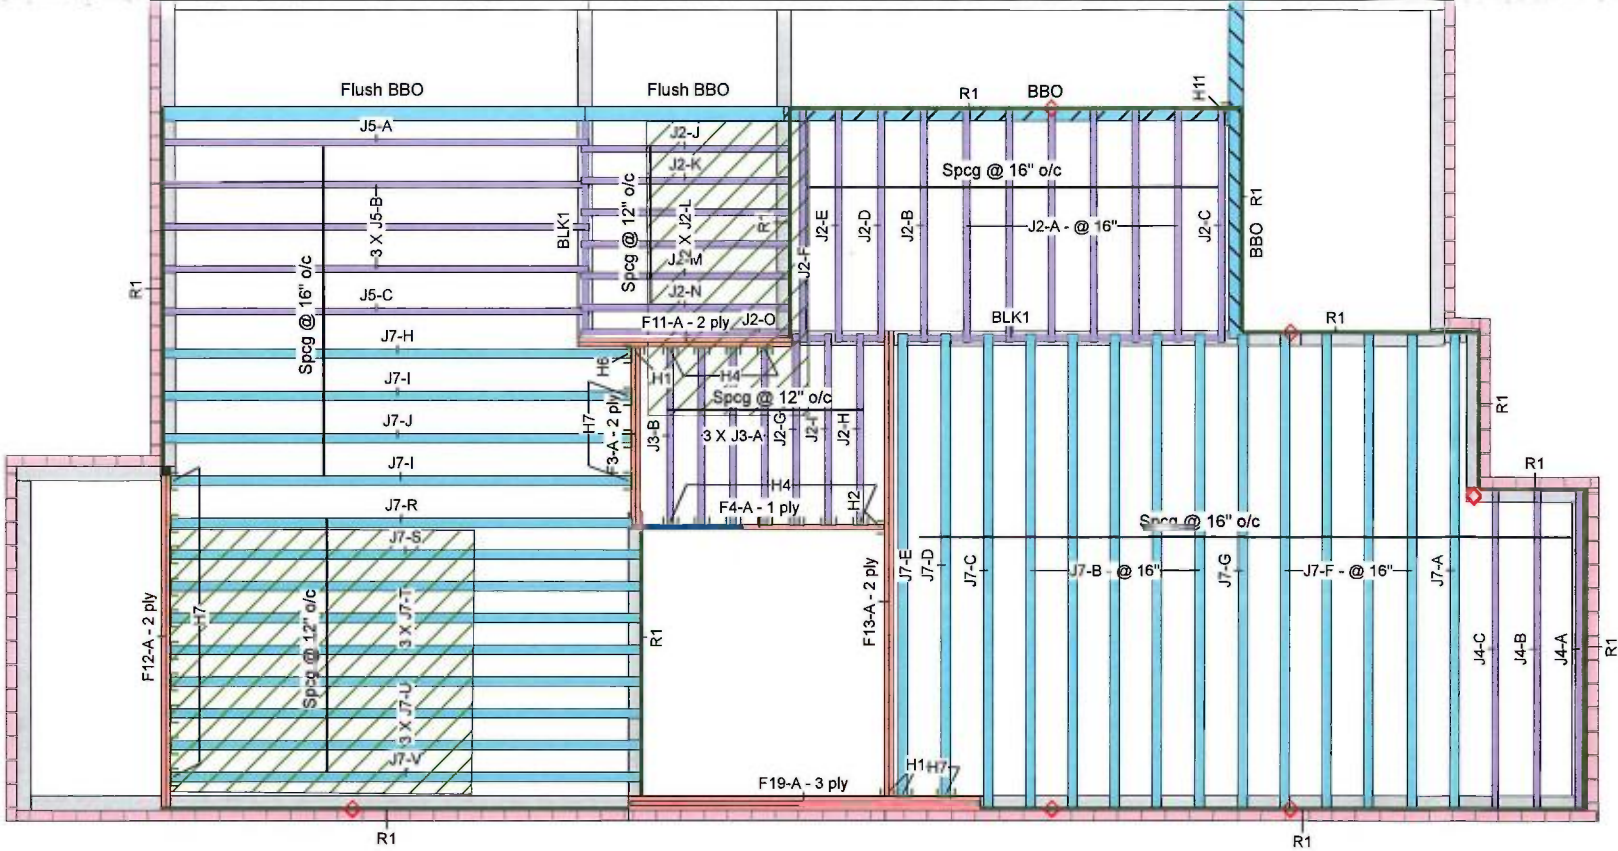 Flush BBO
Flush BBO
R1
BBO
H11
J5-A
J2-J
J2-K
Spcg @ 16" o/c
3 X J5-B
BLK1
Spcg @ 12" o/c
2 X J2-L
R1
J2-E
J2-D
J2-B
J2-A - @ 16"
J2-C
R1
BBO
J2-M
J2-F
R1
Spcg @ 16" o/c
J5-C
J2-N
F11-A - 2 ply
J2-O
BLK1
R1
J7-H
H6
H1
H4
J7-I
Spcg @ 12" o/c
H7
F3-A - 2 ply
J3-B
3 X J3-A
J2-G
J2-I
J2-H
R1
J7-J
J7-I
H4
H2
R1
J7-R
F4-A - 1 ply
Spcg @ 16" o/c
J7-S
J7-E
J7-D
J7-C
J7-B - @ 16"
J7-G
J7-F - @ 16"
J7-A
F12-A - 2 ply
H7
Spcg @ 12" o/c
3 X J7-T
R1
F13-A - 2 ply
J4-C
J4-B
J4-A
R1
3 X J7-U
J7-V
H1
H7
F19-A - 3 ply
R1
R1